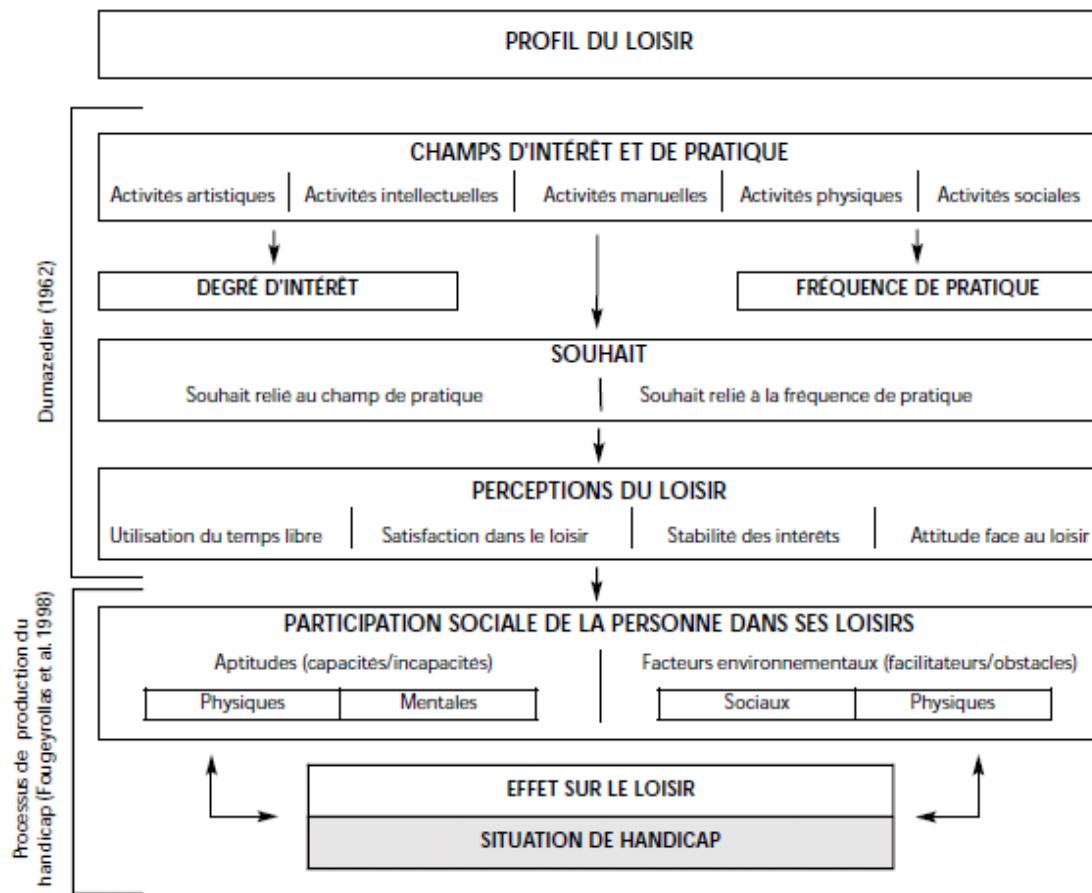 PROFIL DU LOISIR
Dumazedier (1962)
CHAMPS D'INTÉRÊT ET DE PRATIQUE
Activités artistiques
Activités intellectuelles
Activités manuelles
Activités physiques
Activités sociales
DEGRÉ D'INTÉRÊT
FRÉQUENCE DE PRATIQUE
SOUHAIT
Souhait relié au champ de pratique
Souhait relié à la fréquence de pratique
PERCEPTIONS DU LOISIR
Utilisation du temps libre
Satisfaction dans le loisir
Stabilité des intérêts
Attitude face au loisir
Processus de production du
handicap (Fougeyrollas et al. 1998)
PARTICIPATION SOCIALE DE LA PERSONNE DANS SES LOISIRS
Aptitudes (capacités/incapacités)
Facteurs environmentaux (facilitateurs/obstacles)
Physiques
Mentales
Sociaux
Physiques
EFFET SUR LE LOISIR
SITUATION DE HANDICAP